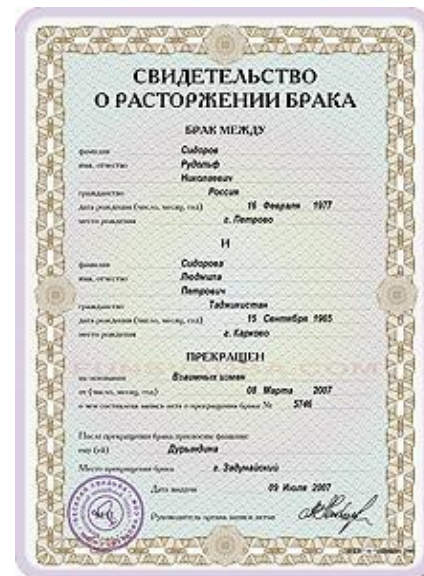 СВИДЕТЕЛЬСТВО
О РАСТОРЖЕНИИ БРАКА
БРАК МЕЖДУ
фамилия Сидоров
имя, отчество Рудольф
Николаевич
гражданство Россия
дата рождения (число, месяц, год) 16 Февраля 1977
место рождения г. Петрово
И
фамилия Сидорова
имя, отчество Людмила
Петрович
гражданство Таджикистан
дата рождения (число, месяц, год) 15 Сентября 1985
место рождения г. Карково
ПРЕКРАЩЕН
на основании Взаимных измен
от (число, месяц, год) 08 Марта 2007
о чем составлена запись акта о прекращении брака № 5746
После прекращения брака присвоены фамилии:
ему (ей) Дурындина
Место прекращения брака г. Задунайский
Дата выдачи 09 Июля 2007
Руководитель органа записи актов